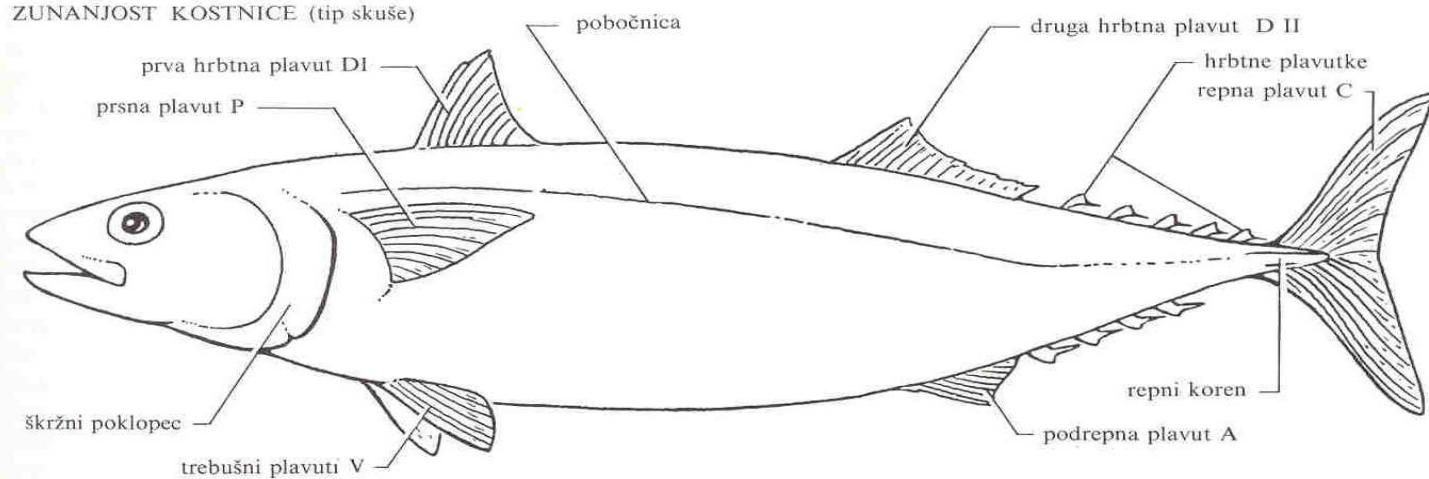 ZUNANJOST KOSTNICE (tip skuše)
pobočnica
druga hrbtna plavut D II
prva hrbtna plavut DI
hrbtne plavutke
prsna plavut P
repna plavut C
škržni poklopec
repni koren
podrepna plavut A
trebušni plavuti V